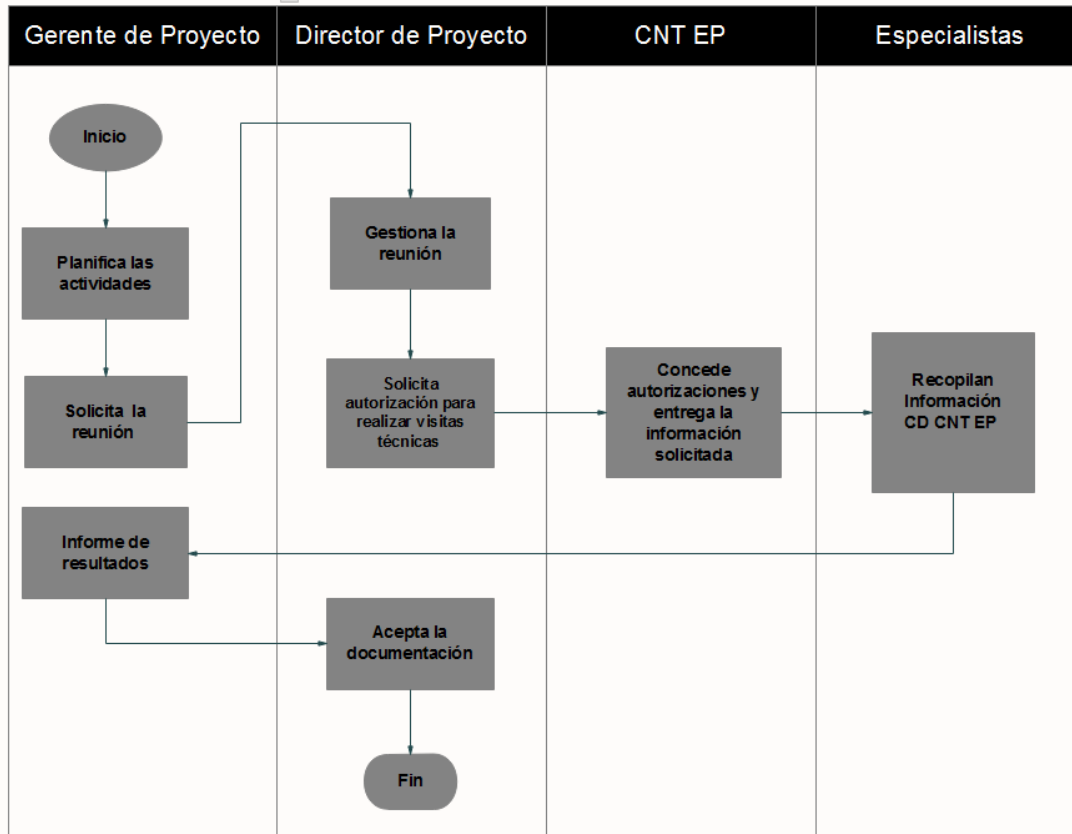 Gerente de Proyecto
Director de Proyecto
CNT EP
Especialistas
Inicio
Planifica las
actividades
Solicita la
reunión
Gestiona la
reunión
Solicita
autorización para
realizar visitas
técnicas
Concede
autorizaciones y
entrega la
información
solicitada
Recopilan
Información
CD CNT EP
Informe de
resultados
Acepta la
documentación
Fin